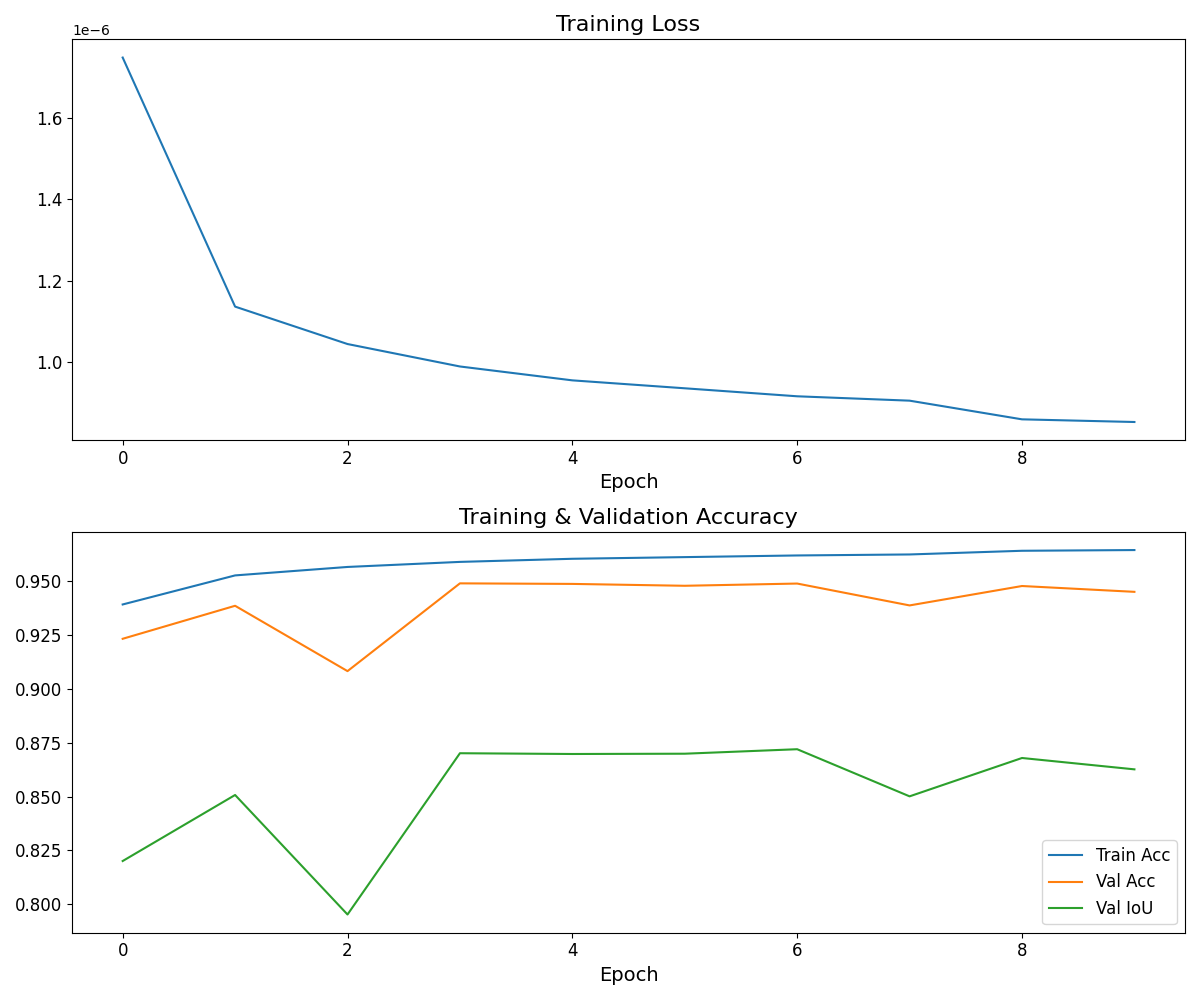 Training Loss
1e−6
1.6
1.4
1.2
1.0
0 2 4 6 8
Epoch
Training & Validation Accuracy
0.950
0.925
0.900
0.875
0.850
0.825
0.800
Train Acc
Val Acc
Val IoU
0 2 4 6 8
Epoch